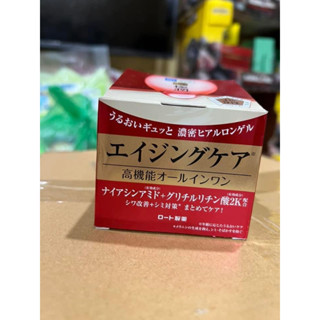 うるおいギュッと 濃密ヒアルロンゲル
エイジングケア
高機能オールインワン
ナイアシンアミド+グリチルリチン酸2K 配合
シワ改善+シミ対策 まとめてケア!
ロート製薬